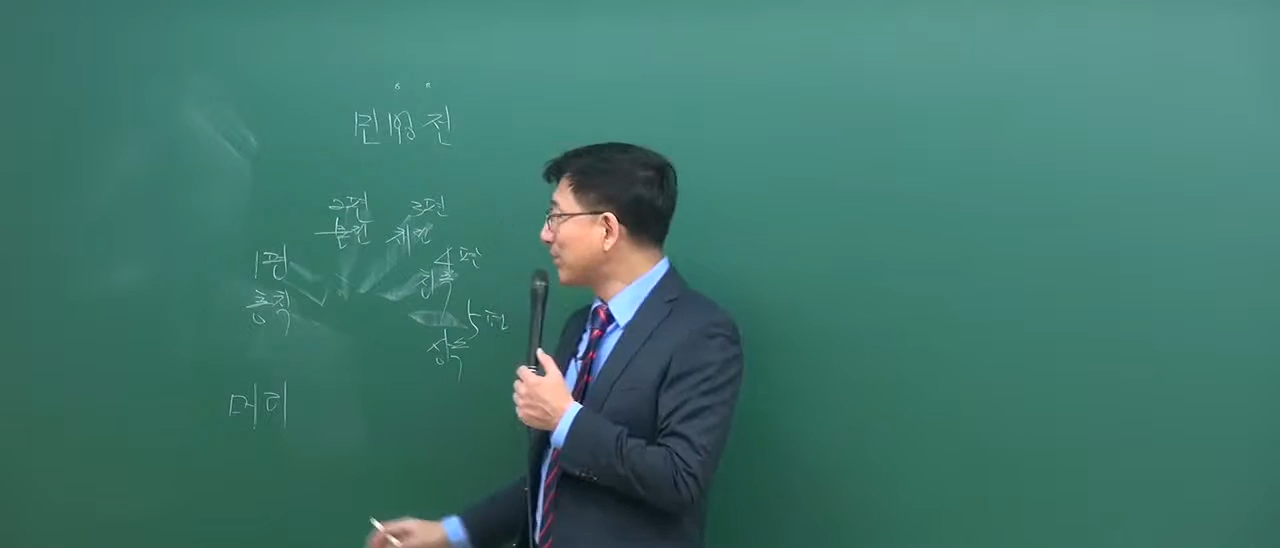 민법전
2편 3편
물권 채권
1편 4편
총칙 친족
5편
상속
머리